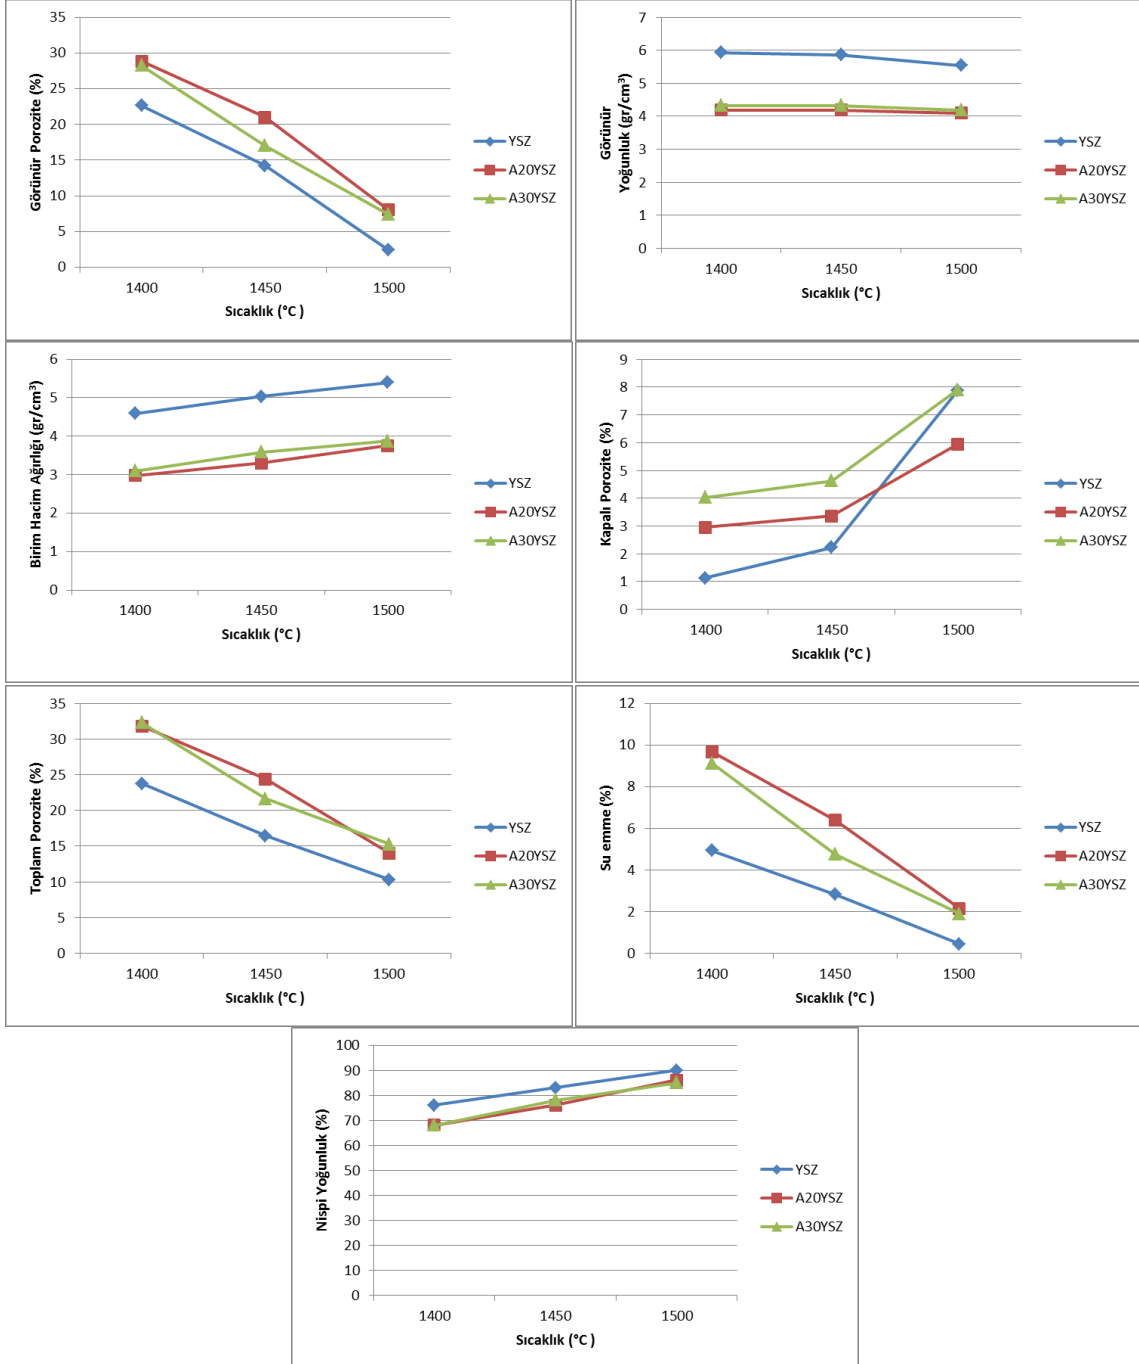 35
30
25
20
15
10
5
0
Görünür Porozite (%)
1400 1450 1500
Sıcaklık (°C )
YSZ
A20YSZ
A30YSZ
7
6
5
4
3
2
1
0
Görünür
Yoğunluk (gr/cm³)
1400 1450 1500
Sıcaklık (°C )
YSZ
A20YSZ
A30YSZ
6
5
4
3
2
1
0
Birim Hacim Ağırlığı (gr/cm³)
1400 1450 1500
Sıcaklık (°C )
YSZ
A20YSZ
A30YSZ
9
8
7
6
5
4
3
2
1
0
Kapalı Porozite (%)
1400 1450 1500
Sıcaklık (°C )
YSZ
A20YSZ
A30YSZ
35
30
25
20
15
10
5
0
Toplam Porozite (%)
1400 1450 1500
Sıcaklık (°C )
YSZ
A20YSZ
A30YSZ
12
10
8
6
4
2
0
Su emme (%)
1400 1450 1500
Sıcaklık (°C )
YSZ
A20YSZ
A30YSZ
100
90
80
70
60
50
40
30
20
10
0
Nispi Yoğunluk (%)
1400 1450 1500
Sıcaklık (°C )
YSZ
A20YSZ
A30YSZ